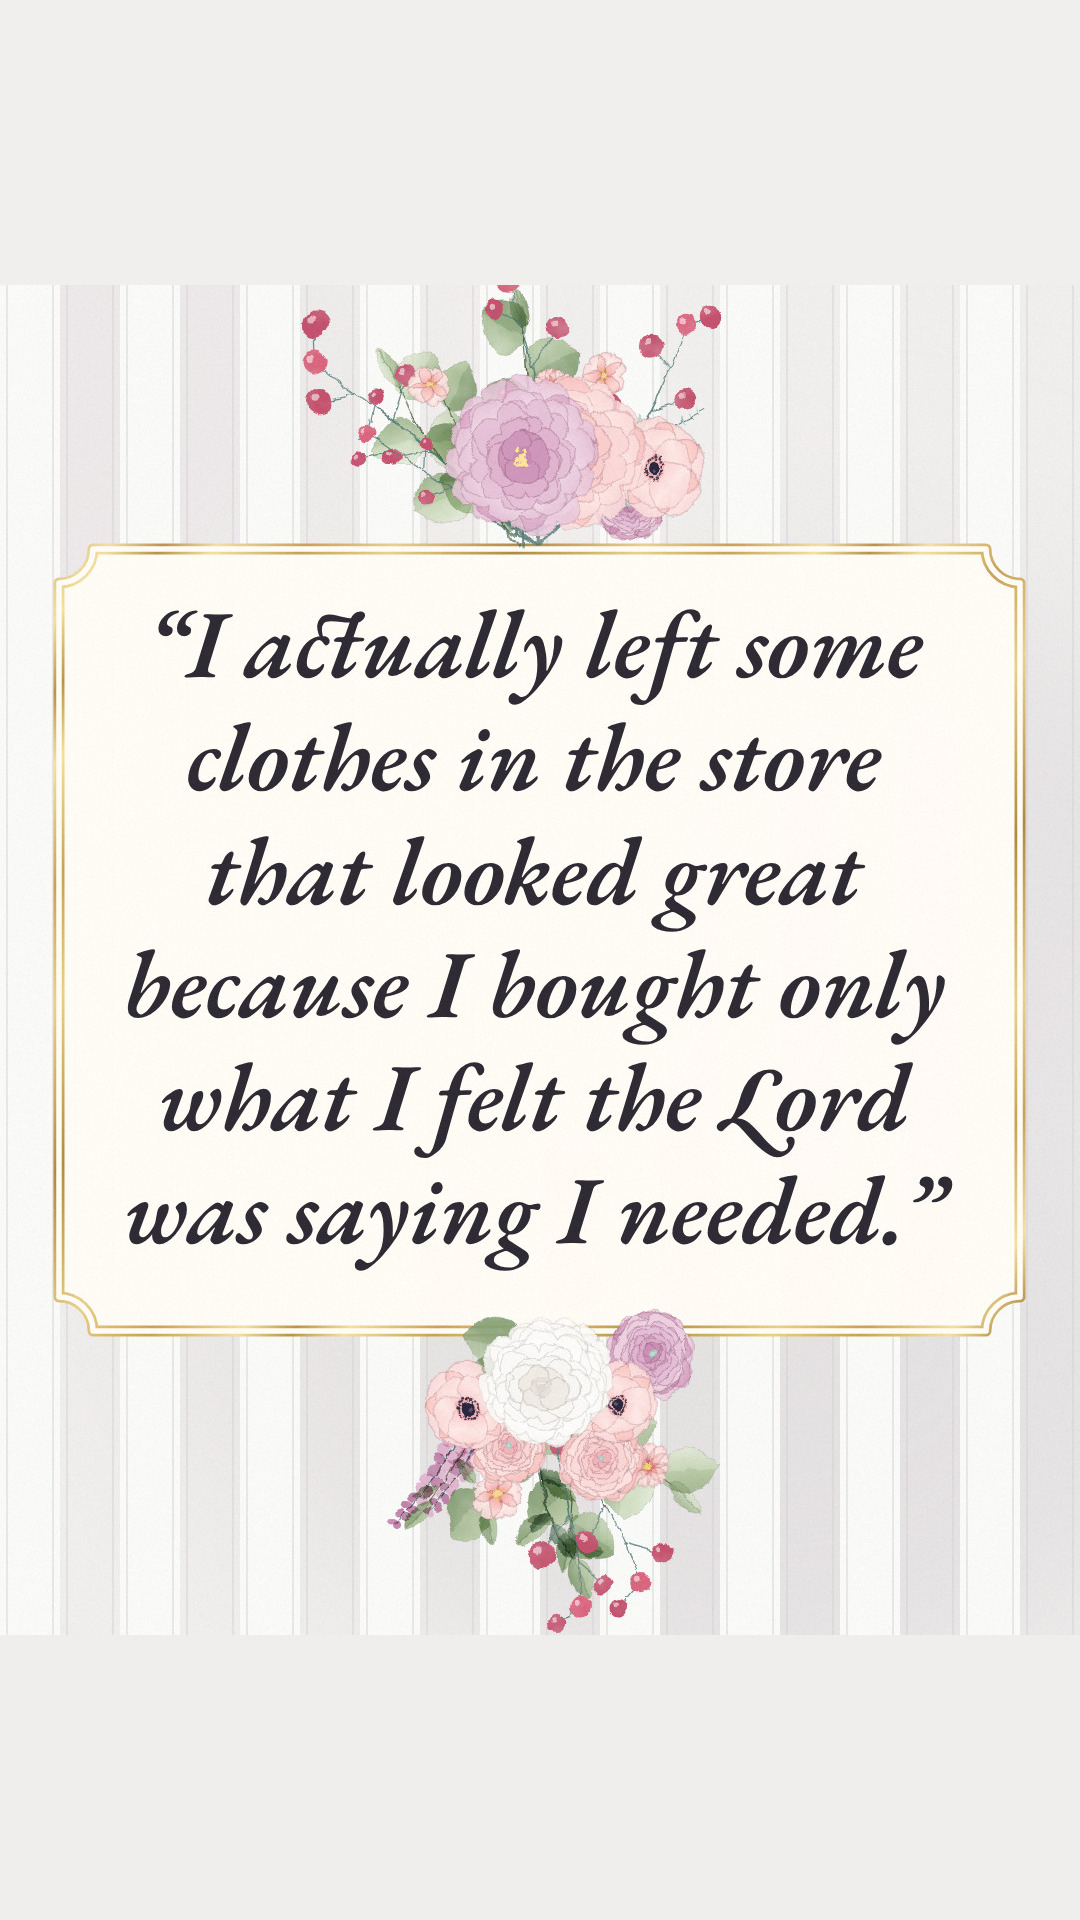 “I actually left some
clothes in the store
that looked great
because I bought only
what I felt the Lord
was saying I needed.”